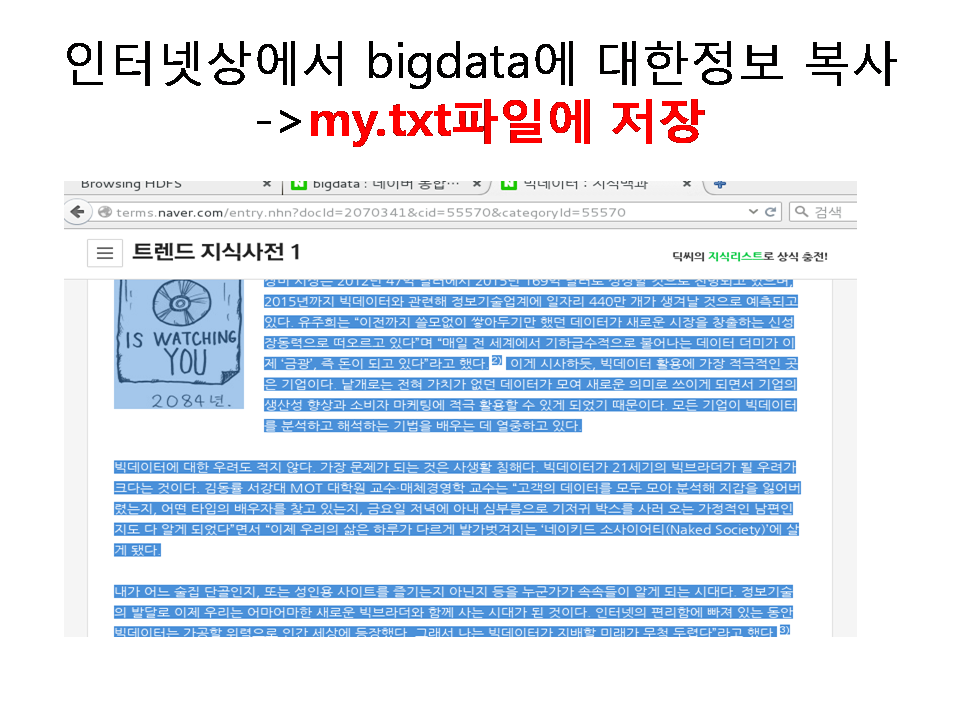 인터넷상에서 bigdata에 대한정보 복사
->my.txt파일에 저장
Browsing HDFS × bigdata : 네이버 통합… × 빅데이터 : 지식백과 ×
terms.naver.com/entry.nhn?docId=2070341&cid=55570&categoryId=55570 검색
트렌드 지식사전 1
딕씨의 지식리스트로 상식 충전!
장비 시장은 2012년 47억 달러에서 2015년 169억 달러로 성장할 것으로 전망되고 있으며,
2015년까지 빅데이터와 관련해 정보기술업계에 일자리 440만 개가 생겨날 것으로 예측되고
있다. 유주희는 “이전까지 쓸모없이 쌓아두기만 했던 데이터가 새로운 시장을 창출하는 신성
장동력으로 떠오르고 있다”며 “매일 전 세계에서 기하급수적으로 불어나는 데이터 더미가 이
제 ‘금광’, 즉 돈이 되고 있다”라고 했다.2) 이게 시사하듯, 빅데이터 활용에 가장 적극적인 곳
은 기업이다. 낱개로는 전혀 가치가 없던 데이터가 모여 새로운 의미로 쓰이게 되면서 기업의
생산성 향상과 소비자 마케팅에 적극 활용할 수 있게 되었기 때문이다. 모든 기업이 빅데이터
를 분석하고 해석하는 기법을 배우는 데 열중하고 있다.
IS WATCHING
YOU
2084년.
빅데이터에 대한 우려도 적지 않다. 가장 문제가 되는 것은 사생활 침해다. 빅데이터가 21세기의 빅브라더가 될 우려가
크다는 것이다. 김동률 서강대 MOT 대학원 교수·매체경영학 교수는 “고객의 데이터를 모두 모아 분석해 지갑을 잃어버
렸는지, 어떤 타입의 배우자를 찾고 있는지, 금요일 저녁에 아내 심부름으로 기저귀 박스를 사러 오는 가정적인 남편인
지도 다 알게 되었다”면서 “이제 우리의 삶은 하루가 다르게 발가벗겨지는 ‘네이키드 소사이어티(Naked Society)’에 살
게 됐다.
내가 어느 술집 단골인지, 또는 성인용 사이트를 즐기는지 아닌지 등을 누군가가 속속들이 알게 되는 시대다. 정보기술
의 발달로 이제 우리는 어마어마한 새로운 빅브라더와 함께 사는 시대가 된 것이다. 인터넷의 편리함에 빠져 있는 동안
빅데이터는 가공할 위력으로 인간 세상에 등장했다. 그래서 나는 빅데이터가 지배할 미래가 무척 두렵다”라고 했다.3)